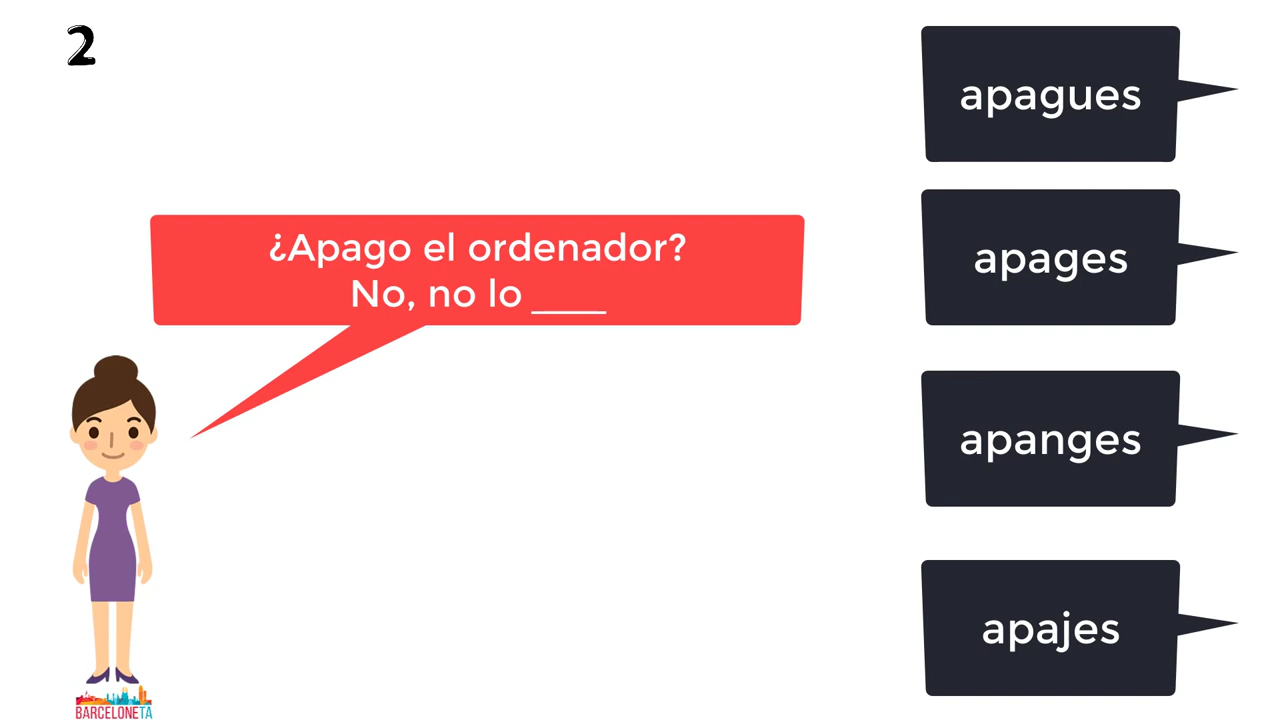 2
¿Apago el ordenador?
No, no lo ____
apagues
apages
apanges
apajes
BARCELONETA